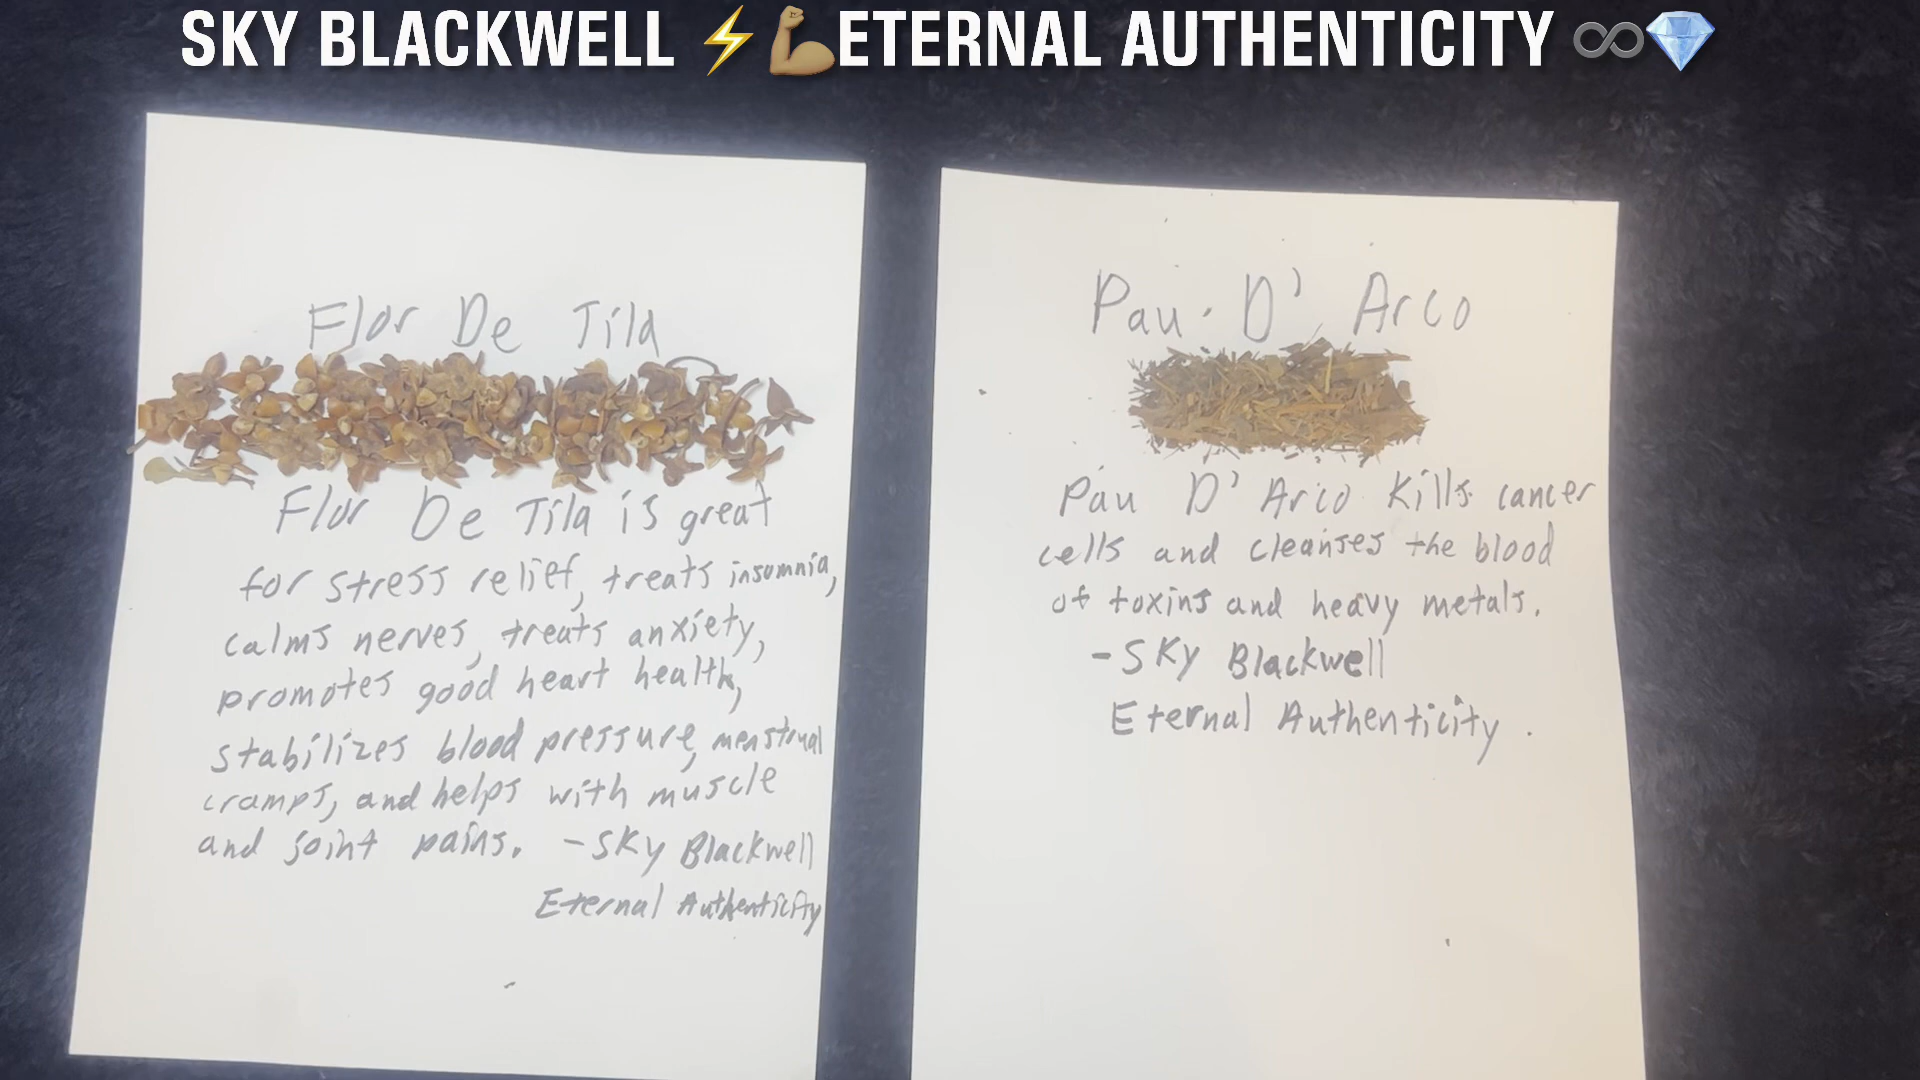 SKY BLACKWELL ⚡💪🏽ETERNAL AUTHENTICITY ♾💎
Flor De Tila
Flor De Tila is great
for stress relief, treats insomnia,
calms nerves, treats anxiety,
promotes good heart health,
stabilizes blood pressure, menstrual
cramps, and helps with muscle
and joint pains. -Sky Blackwell
Eternal Authenticity
Pau D' Arco
Pau D' Arco Kills cancer
cells and cleanses the blood
of toxins and heavy metals.
-Sky Blackwell
Eternal Authenticity.